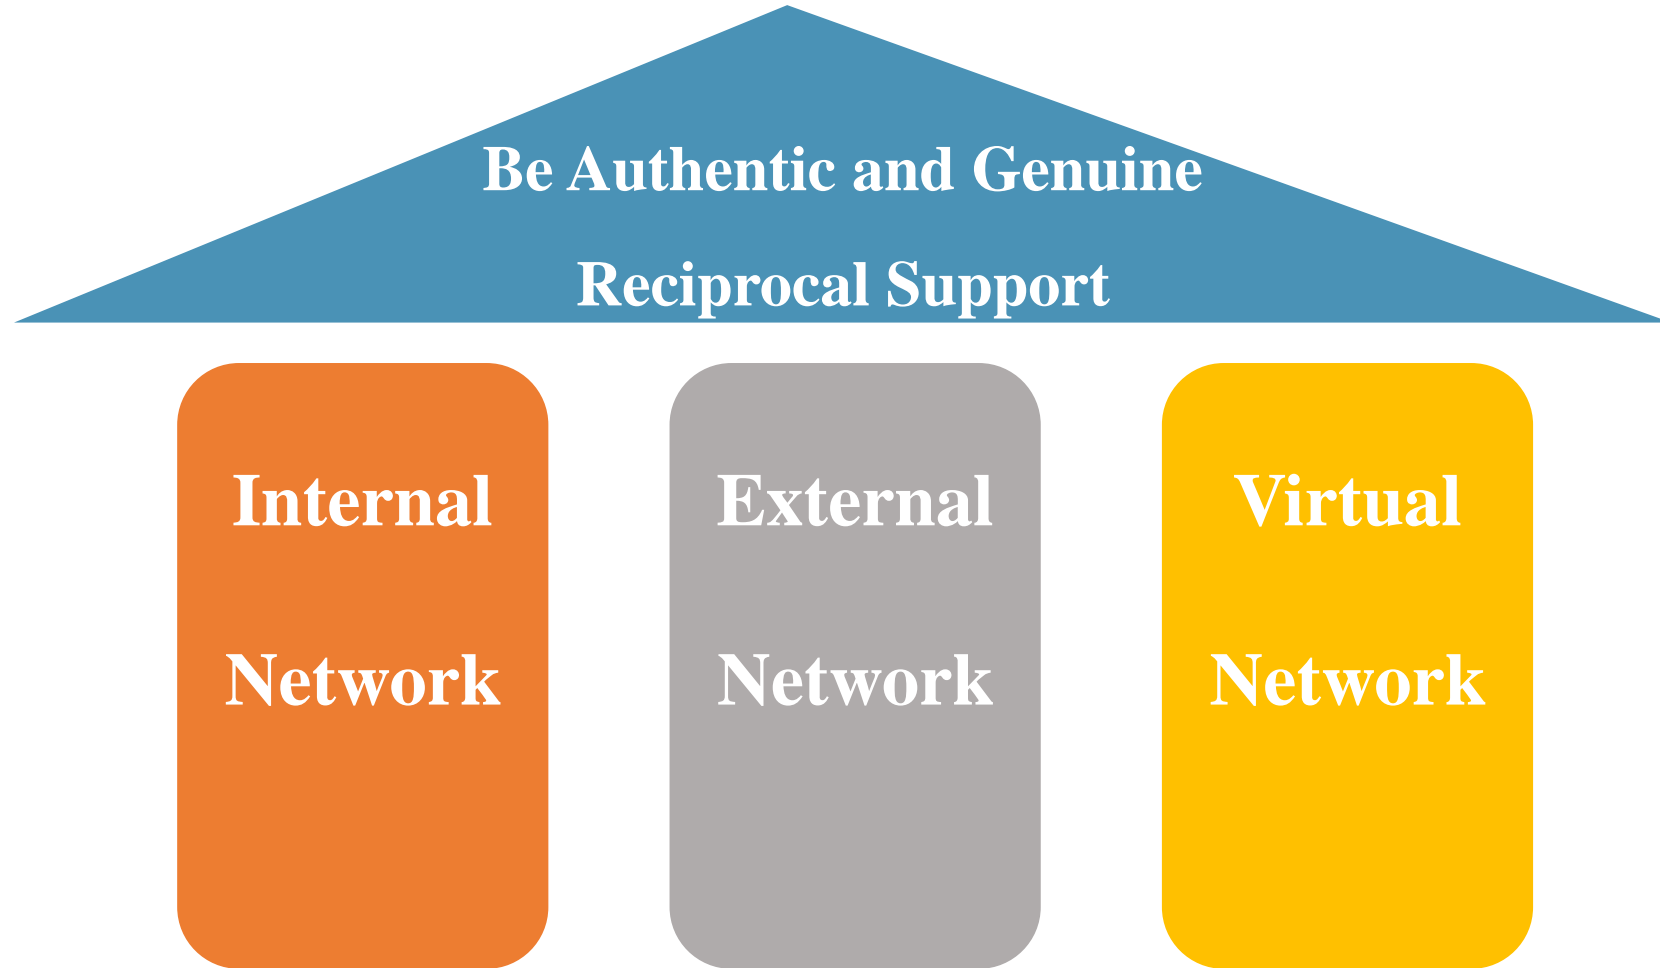 Be Authentic and Genuine
Reciprocal Support
Internal
Network
External
Network
Virtual
Network